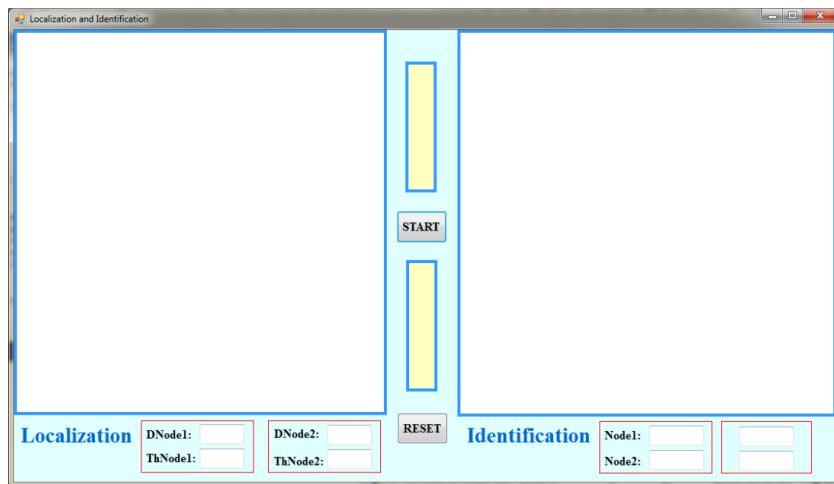 Localization and Identification
START
RESET
Localization
DNode1:
ThNode1:
DNode2:
ThNode2:
Identification
Node1:
Node2: